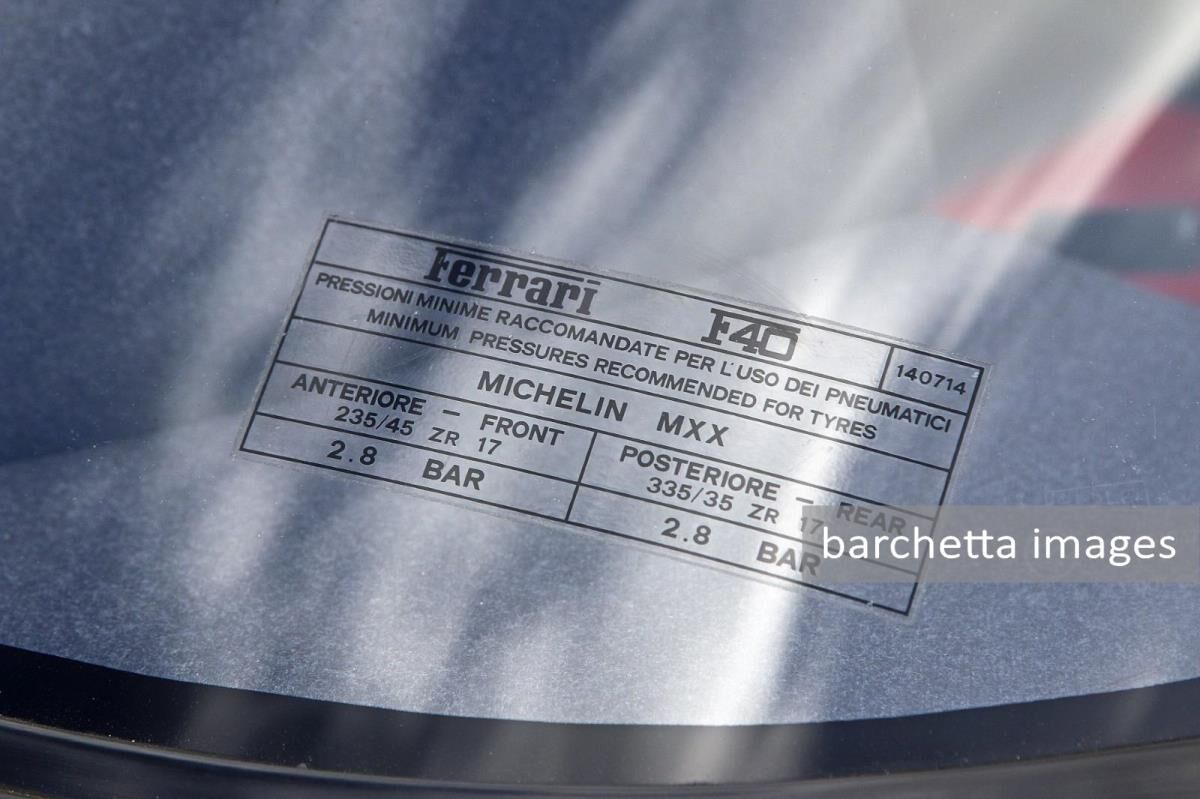 Ferrari F40
140714
PRESSIONI MINIME RACCOMANDATE PER L'USO DEI PNEUMATICI
MINIMUM PRESSURES RECOMMENDED FOR TYRES
MICHELIN MXX
ANTERIORE – FRONT
235/45 ZR 17
2.8 BAR
POSTERIORE – REAR
335/35 ZR 17
2.8 BAR
barchetta images